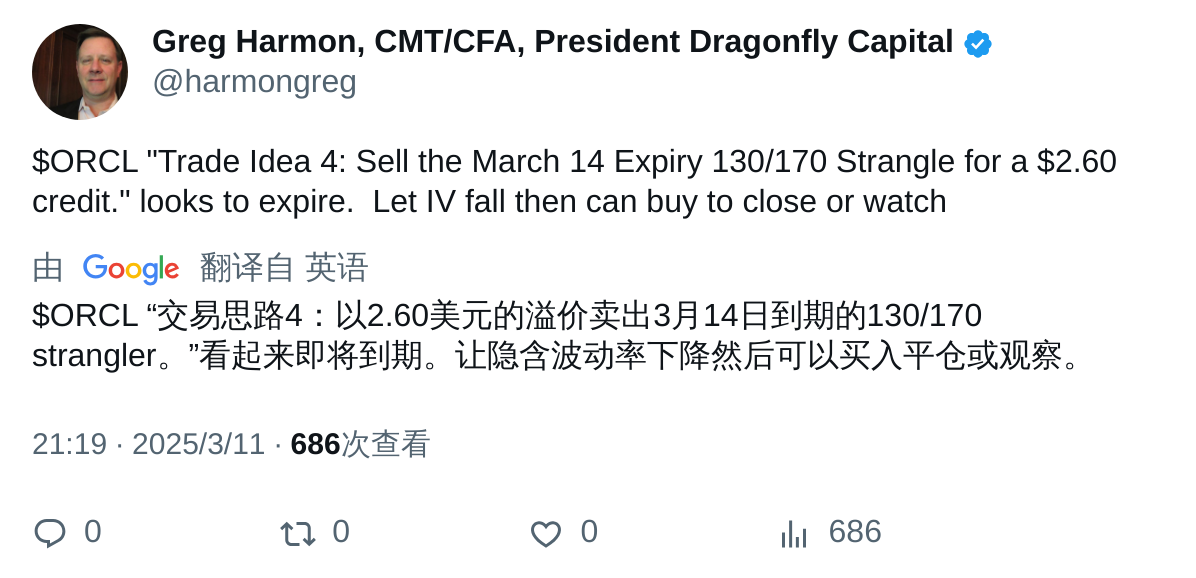 Greg Harmon, CMT/CFA, President Dragonfly Capital
@harmongreg
$ORCL "Trade Idea 4: Sell the March 14 Expiry 130/170 Strangle for a $2.60
credit." looks to expire.  Let IV fall then can buy to close or watch
由 Google 翻译自 英语
$ORCL “交易思路4：以2.60美元的溢价卖出3月14日到期的130/170
strangler。”看起来即将到期。让隐含波动率下降然后可以买入平仓或观察。
21:19 · 2025/3/11 · 686次查看
0 0 0 686